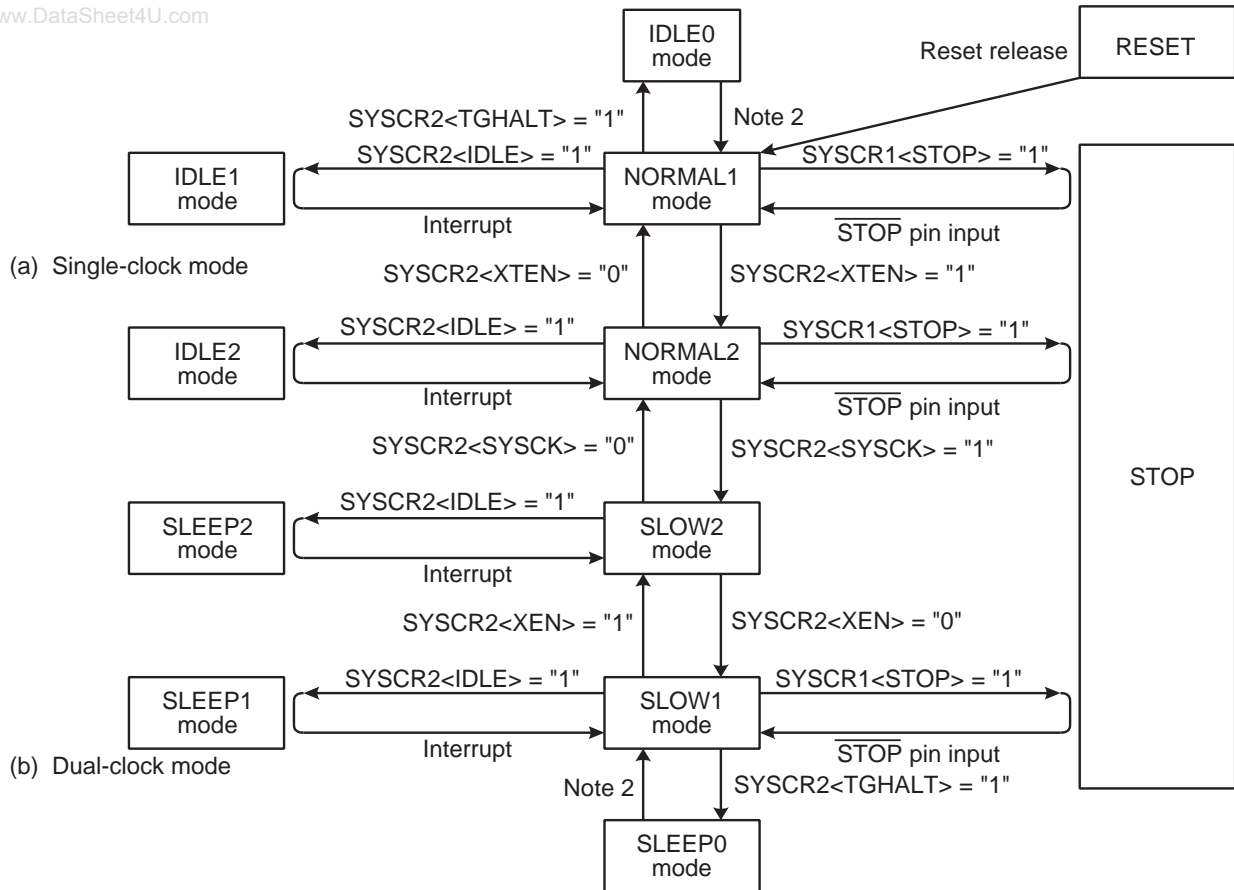 ww.DataSheet4U.com
IDLE0
mode
Reset release
RESET
SYSCR2<TGHALT> = "1"
Note 2
IDLE1
mode
SYSCR2<IDLE> = "1"
Interrupt
NORMAL1
mode
SYSCR1<STOP> = "1"
STOP pin input
(a) Single-clock mode
SYSCR2<XTEN> = "0"
SYSCR2<XTEN> = "1"
IDLE2
mode
SYSCR2<IDLE> = "1"
Interrupt
NORMAL2
mode
SYSCR1<STOP> = "1"
STOP pin input
SYSCR2<SYSCK> = "0"
SYSCR2<SYSCK> = "1"
STOP
SLEEP2
mode
SYSCR2<IDLE> = "1"
Interrupt
SLOW2
mode
SYSCR2<XEN> = "1"
SYSCR2<XEN> = "0"
SLEEP1
mode
SYSCR2<IDLE> = "1"
Interrupt
SLOW1
mode
SYSCR1<STOP> = "1"
STOP pin input
(b) Dual-clock mode
Note 2
SYSCR2<TGHALT> = "1"
SLEEP0
mode